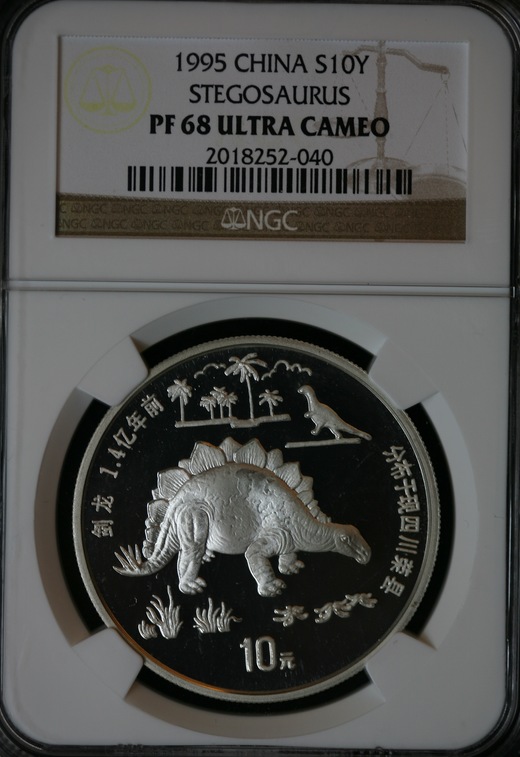 1995 CHINA S10Y
STEGOSAURUS
PF 68 ULTRA CAMEO
2018252-040
NGC
剑龙 1.4亿年前
分布于现四川荣县
10元